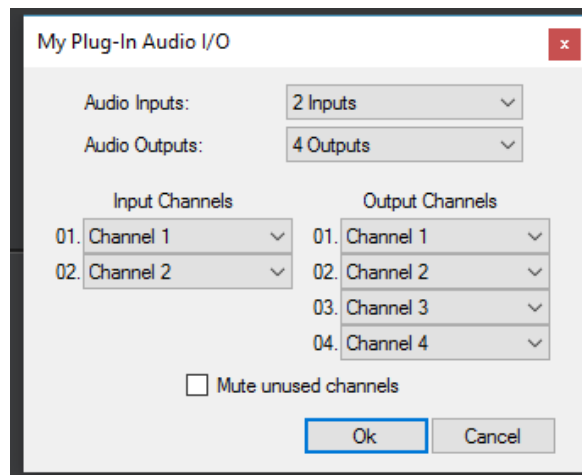 My Plug-In Audio I/O
x
Audio Inputs: 2 Inputs
Audio Outputs: 4 Outputs
Input Channels Output Channels
01. Channel 1 01. Channel 1
02. Channel 2 02. Channel 2
03. Channel 3
04. Channel 4
Mute unused channels
Ok Cancel